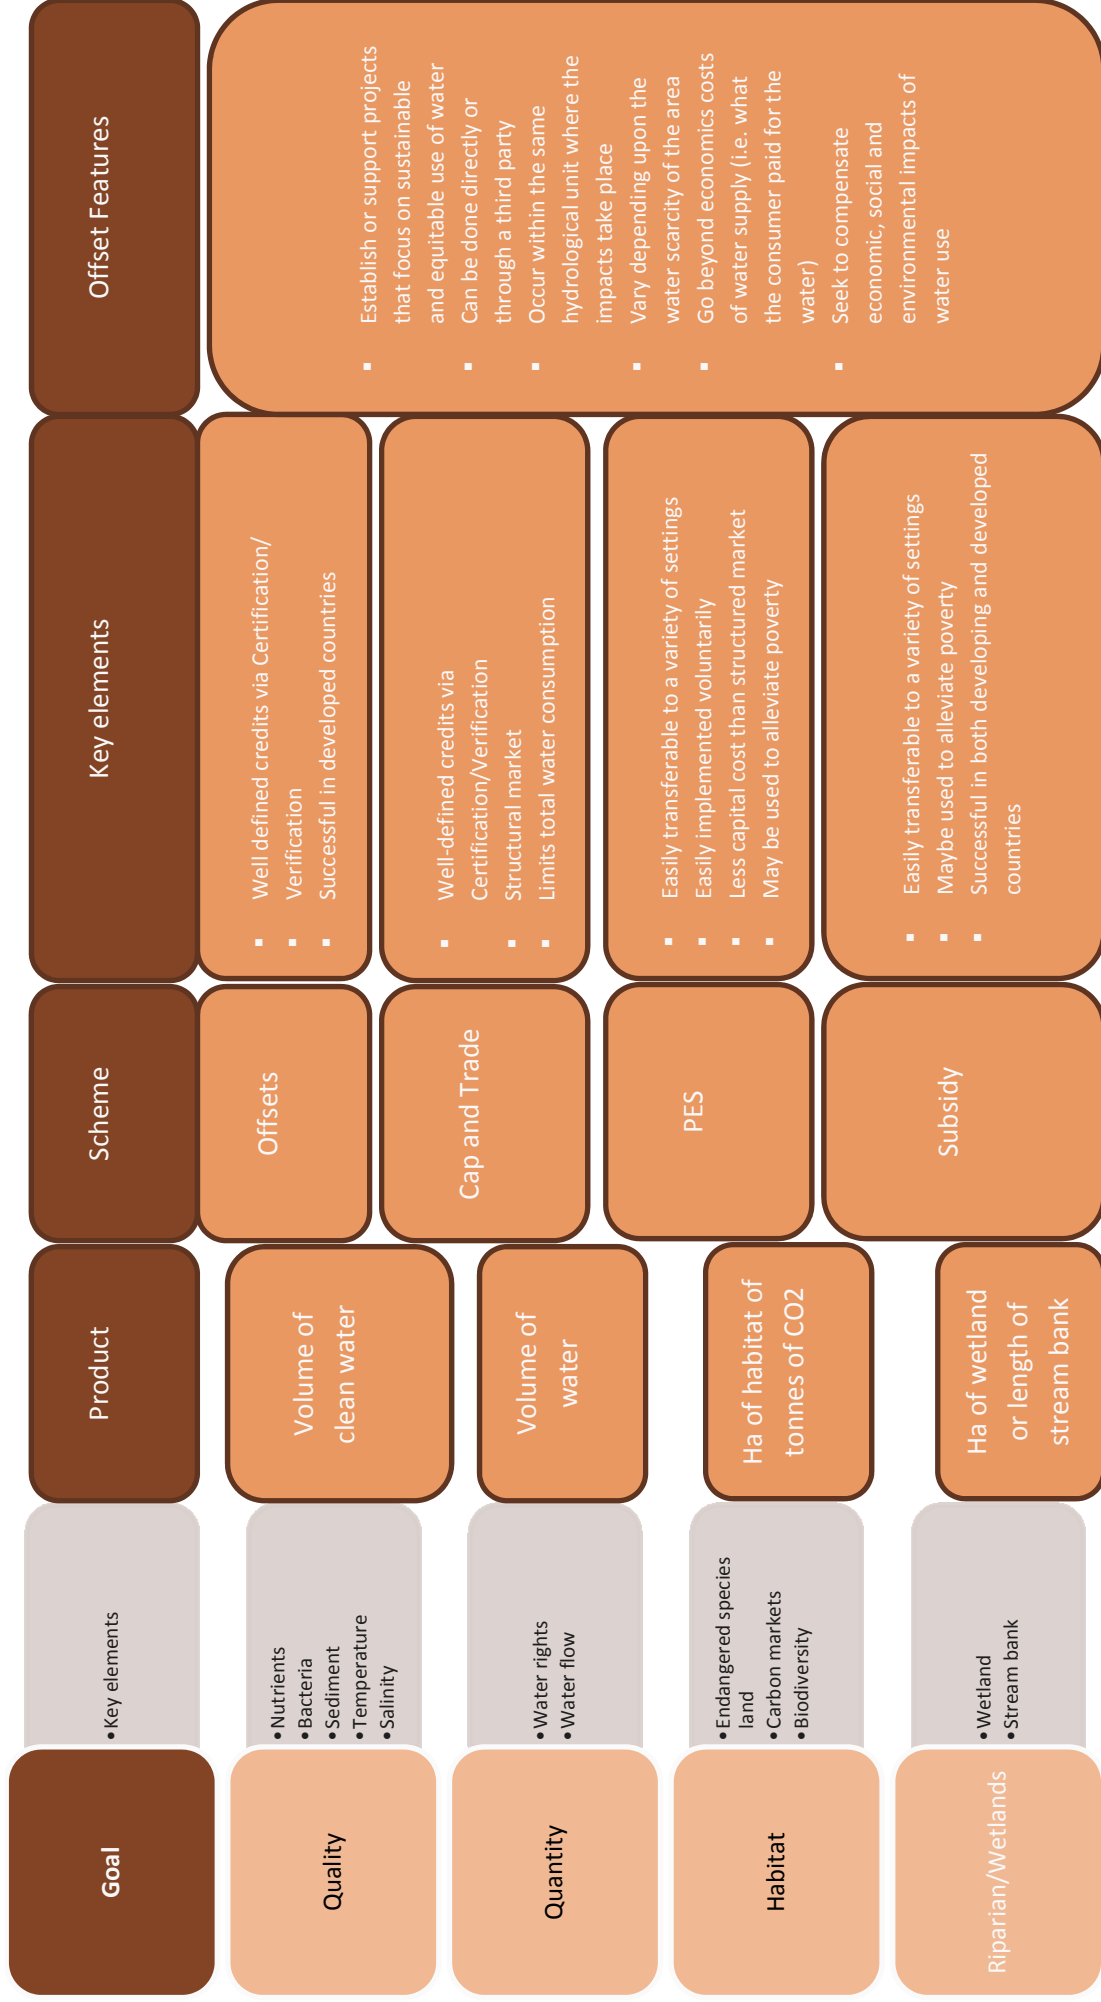 Goal
• Key elements
Product
Scheme
Key elements
Offset Features
Quality
• Nutrients
• Bacteria
• Sediment
• Temperature
• Salinity
Volume of
clean water
Offsets
▪ Well defined credits via Certification/
▪ Verification
▪ Successful in developed countries
Quantity
• Water rights
• Water flow
Volume of
water
Cap and Trade
▪ Well-defined credits via
Certification/Verification
▪ Structural market
▪ Limits total water consumption
Habitat
• Endangered species
land
• Carbon markets
• Biodiversity
Ha of habitat of
tonnes of CO2
PES
▪ Easily transferable to a variety of settings
▪ Easily implemented voluntarily
▪ Less capital cost than structured market
▪ May be used to alleviate poverty
Riparian/Wetlands
• Wetland
• Stream bank
Ha of wetland
or length of
stream bank
Subsidy
▪ Easily transferable to a variety of settings
▪ Maybe used to alleviate poverty
▪ Successful in both developing and developed
countries
▪ Establish or support projects
that focus on sustainable
and equitable use of water
▪ Can be done directly or
through a third party
▪ Occur within the same
hydrological unit where the
impacts take place
▪ Vary depending upon the
water scarcity of the area
▪ Go beyond economics costs
of water supply (i.e. what
the consumer paid for the
water)
▪ Seek to compensate
economic, social and
environmental impacts of
water use